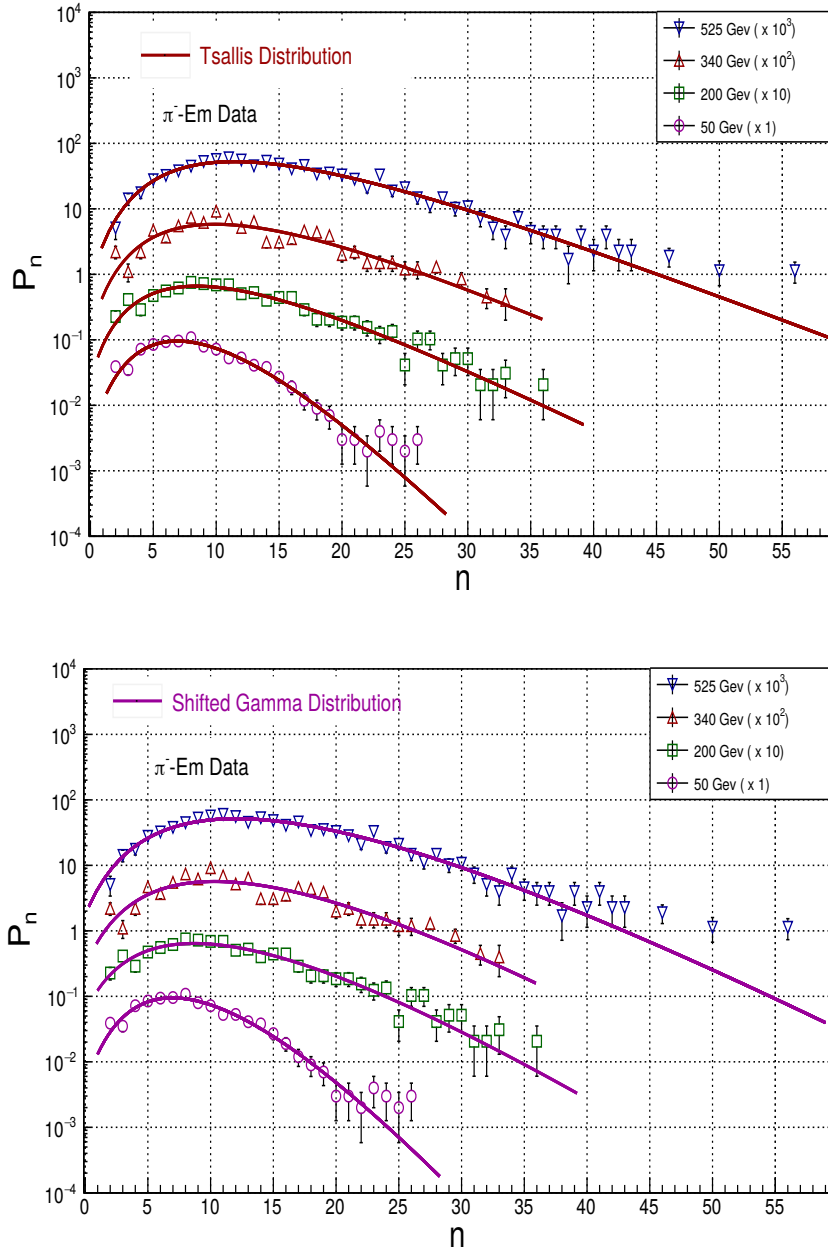 10⁴
10³
10²
10
1
10⁻¹
10⁻²
10⁻³
10⁻⁴
Pₙ
Tsallis Distribution
π⁻-Em Data
525 Gev ( x 10³)
340 Gev ( x 10²)
200 Gev ( x 10)
50 Gev ( x 1)
0 5 10 15 20 25 30 35 40 45 50 55
n
10⁴
10³
10²
10
1
10⁻¹
10⁻²
10⁻³
10⁻⁴
Pₙ
Shifted Gamma Distribution
π⁻-Em Data
525 Gev ( x 10³)
340 Gev ( x 10²)
200 Gev ( x 10)
50 Gev ( x 1)
0 5 10 15 20 25 30 35 40 45 50 55
n